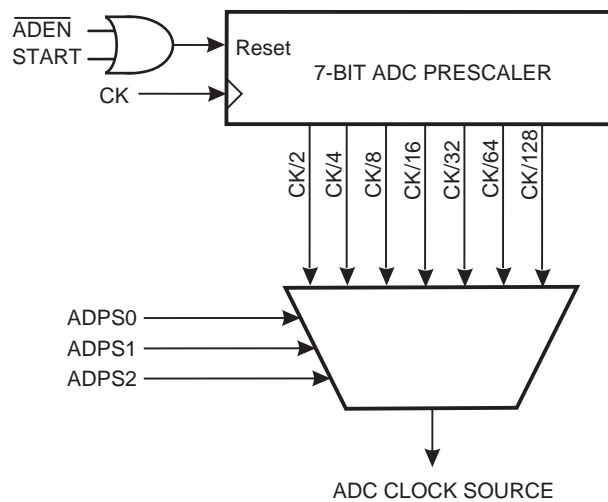 ADEN
START
Reset
7-BIT ADC PRESCALER
CK
CK/2
CK/4
CK/8
CK/16
CK/32
CK/64
CK/128
ADPS0
ADPS1
ADPS2
ADC CLOCK SOURCE